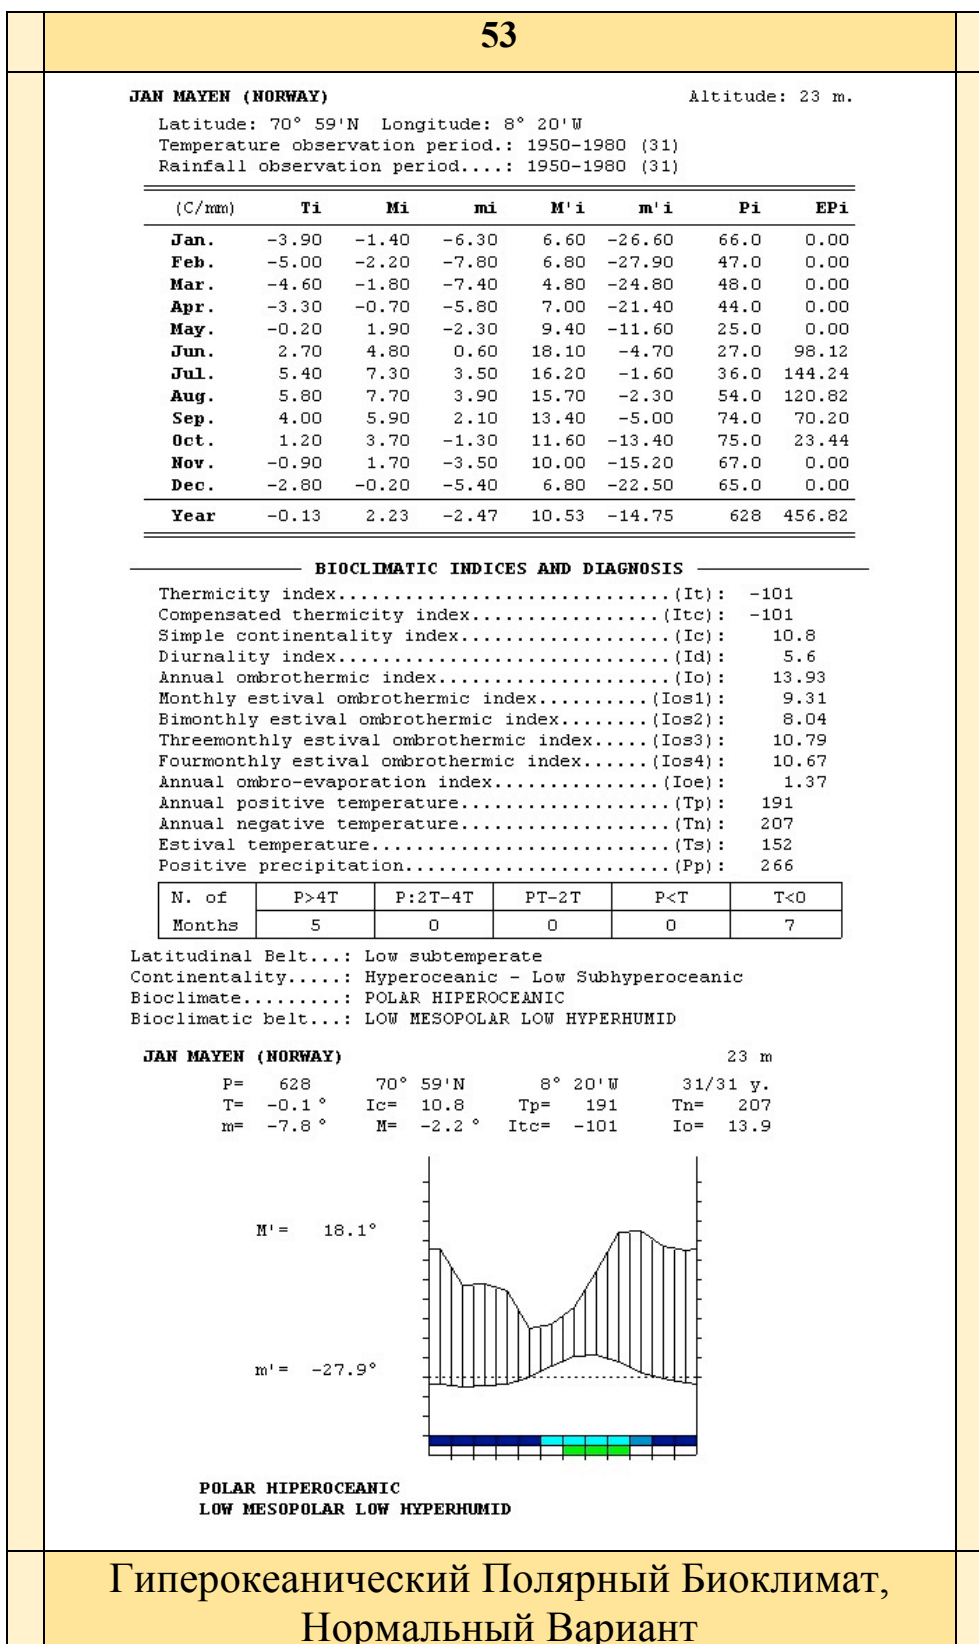 53
JAN MAYEN (NORWAY) Altitude: 23 m.
Latitude: 70° 59'N Longitude: 8° 20'W
Temperature observation period.: 1950-1980 (31)
Rainfall observation period....: 1950-1980 (31)
(C/mm) Ti Mi mi M'i m'i Pi EPi
Jan. -3.90 -1.40 -6.30 6.60 -26.60 66.0 0.00
Feb. -5.00 -2.20 -7.80 6.80 -27.90 47.0 0.00
Mar. -4.60 -1.80 -7.40 4.80 -24.80 48.0 0.00
Apr. -3.30 -0.70 -5.80 7.00 -21.40 44.0 0.00
May. -0.20 1.90 -2.30 9.40 -11.60 25.0 0.00
Jun. 2.70 4.80 0.60 18.10 -4.70 27.0 98.12
Jul. 5.40 7.30 3.50 16.20 -1.60 36.0 144.24
Aug. 5.80 7.70 3.90 15.70 -2.30 54.0 120.82
Sep. 4.00 5.90 2.10 13.40 -5.00 74.0 70.20
Oct. 1.20 3.70 -1.30 11.60 -13.40 75.0 23.44
Nov. -0.90 1.70 -3.50 10.00 -15.20 67.0 0.00
Dec. -2.80 -0.20 -5.40 6.80 -22.50 65.0 0.00
Year -0.13 2.23 -2.47 10.53 -14.75 628 456.82
BIOCLIMATIC INDICES AND DIAGNOSIS
Thermicity index..............................(It): -101
Compensated thermicity index.................(Itc): -101
Simple continentality index...................(Ic): 10.8
Diurnality index..............................(Id): 5.6
Annual ombrothermic index.....................(Io): 13.93
Monthly estival ombrothermic index..........(Ios1): 9.31
Bimonthly estival ombrothermic index........(Ios2): 8.04
Threemonthly estival ombrothermic index.....(Ios3): 10.79
Fourmonthly estival ombrothermic index......(Ios4): 10.67
Annual ombro-evaporation index...............(Ioe): 1.37
Annual positive temperature...................(Tp): 191
Annual negative temperature...................(Tn): 207
Estival temperature...........................(Ts): 152
Positive precipitation........................(Pp): 266
N. of P>4T P:2T-4T PT-2T P<T T<0
Months 5 0 0 0 7
Latitudinal Belt...: Low subtemperate
Continentality.....: Hyperoceanic - Low Subhyperoceanic
Bioclimate.........: POLAR HIPEROCEANIC
Bioclimatic belt...: LOW MESOPOLAR LOW HYPERHUMID
JAN MAYEN (NORWAY) 23 m
P= 628 70° 59'N 8° 20'W 31/31 y.
T= -0.1° Ic= 10.8 Tp= 191 Tn= 207
m= -7.8° M= -2.2° Itc= -101 Io= 13.9
M'= 18.1°
m'= -27.9°
POLAR HIPEROCEANIC
LOW MESOPOLAR LOW HYPERHUMID
Гиперокеанический Полярный Биоклимат,
Нормальный Вариант